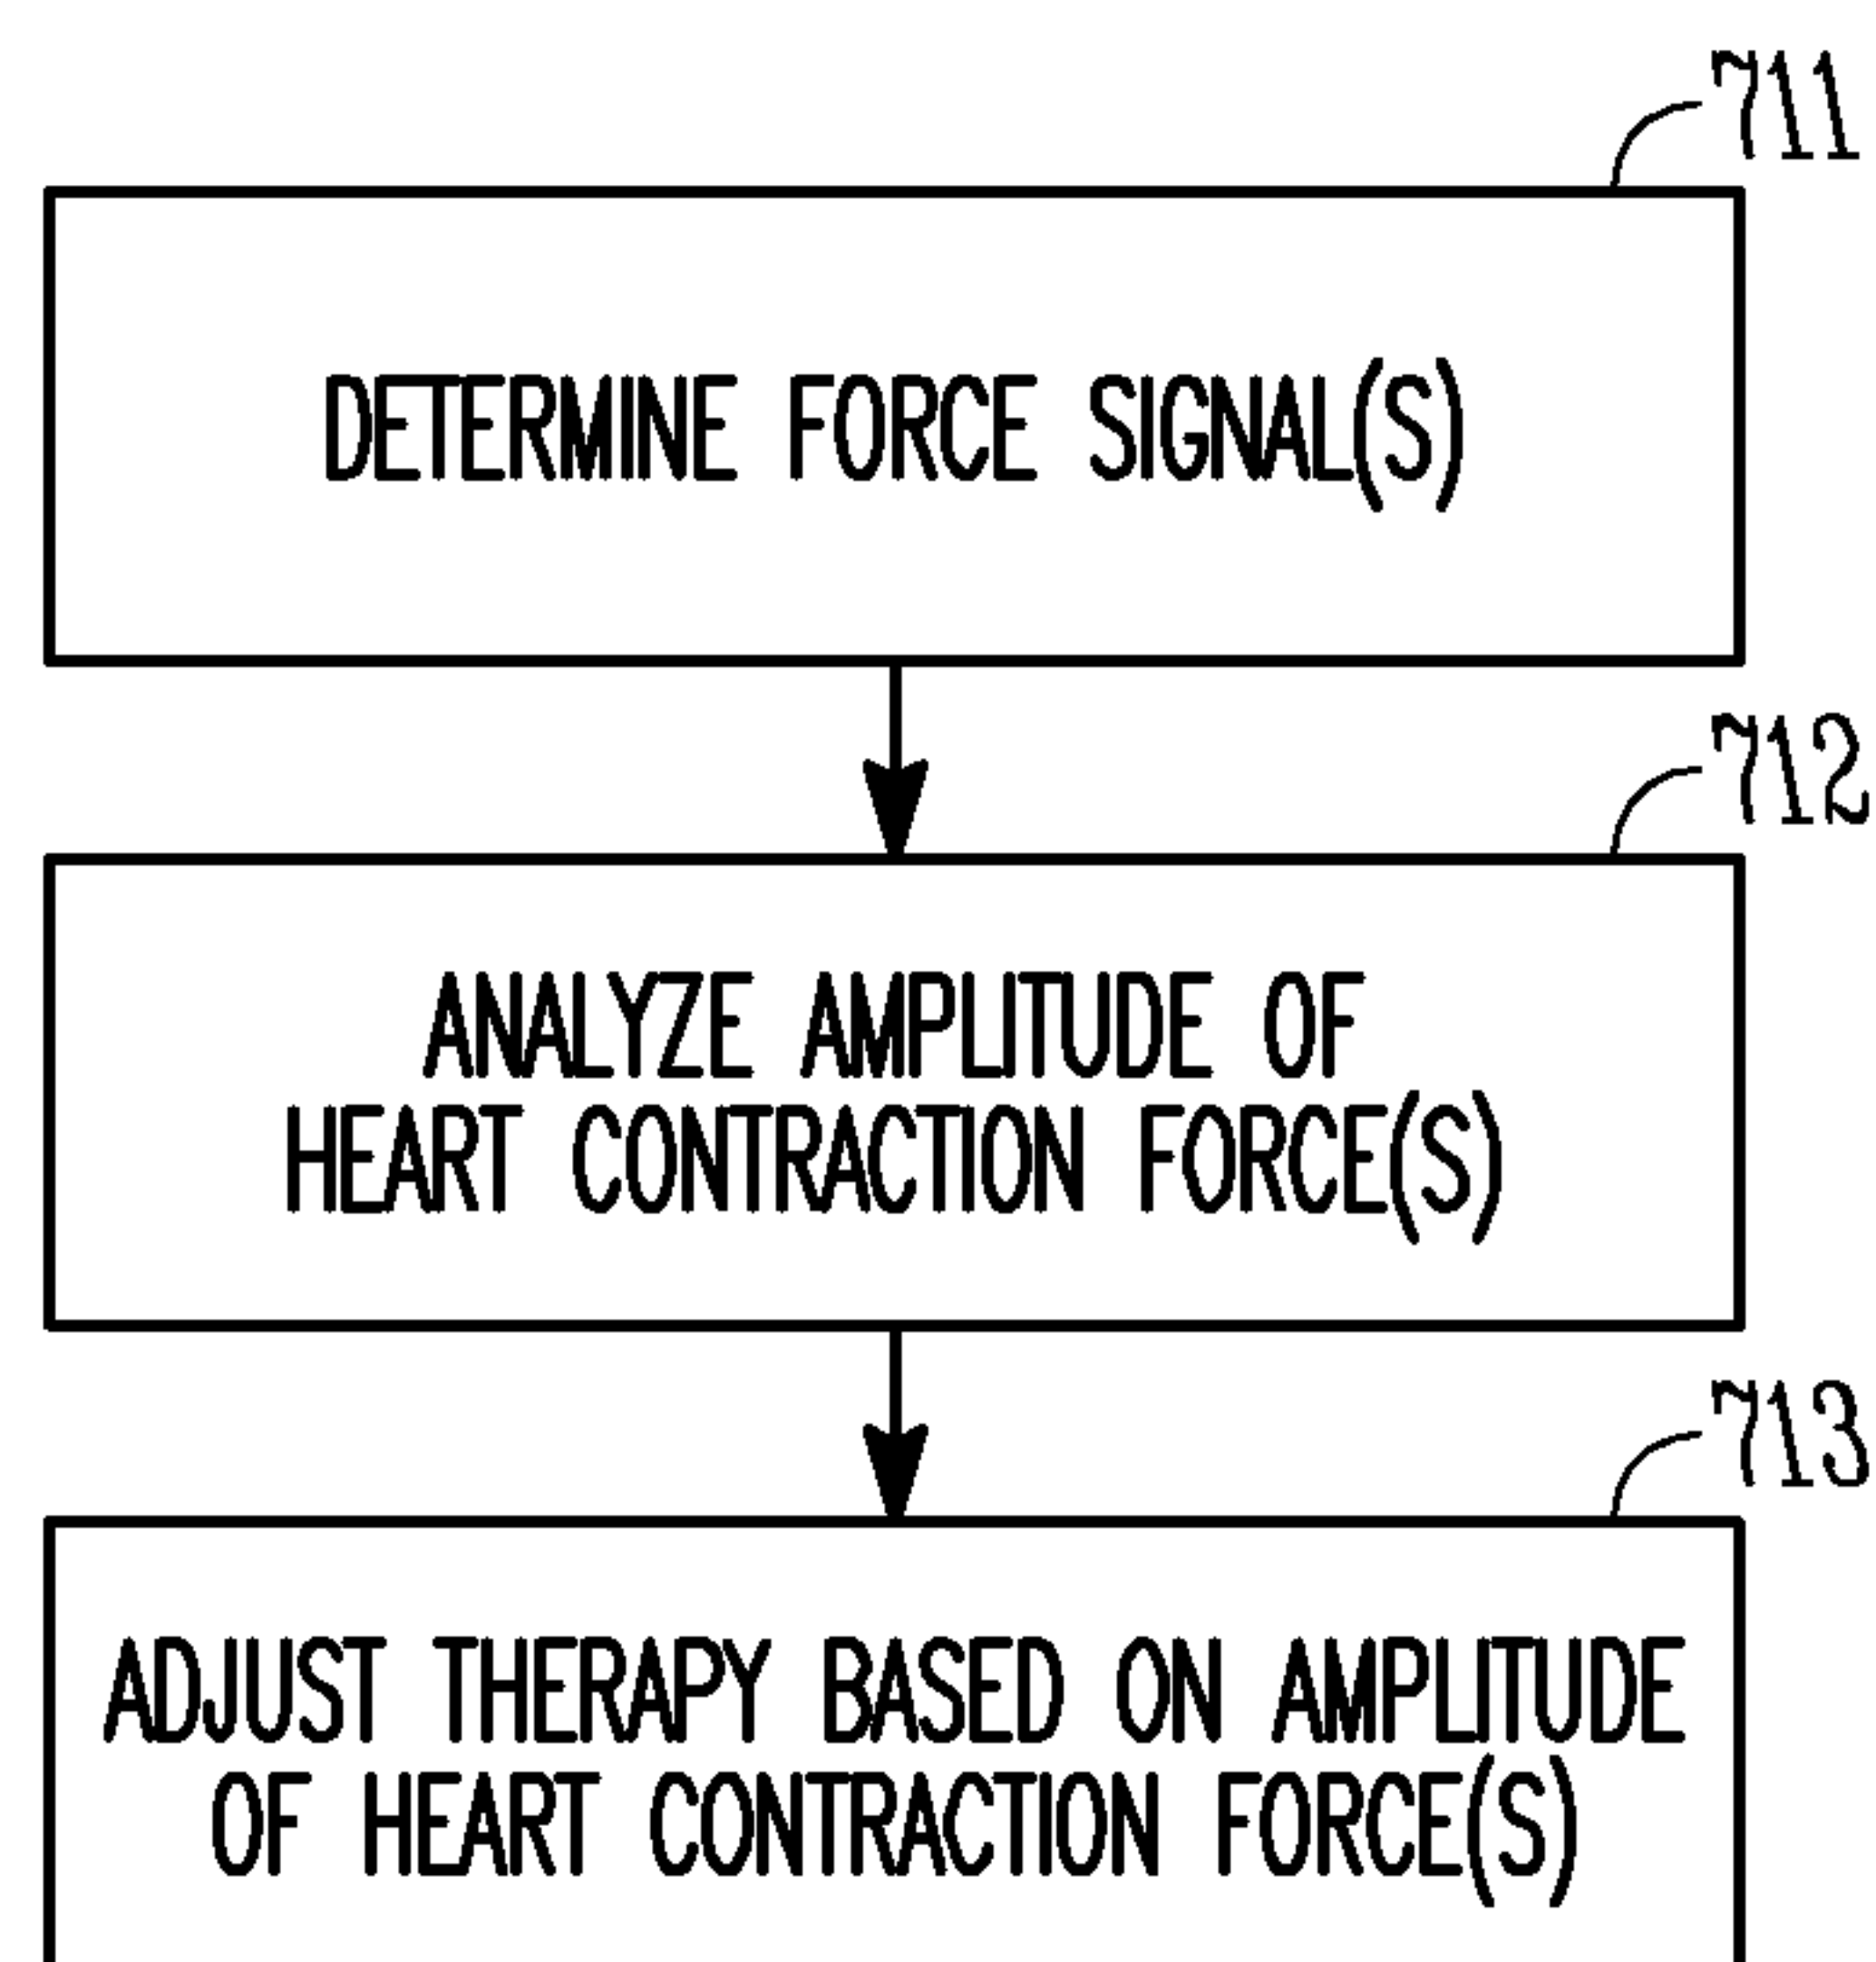 711
DETERMINE FORCE SIGNAL(S)
712
ANALYZE AMPLITUDE OF
HEART CONTRACTION FORCE(S)
713
ADJUST THERAPY BASED ON AMPLITUDE
OF HEART CONTRACTION FORCE(S)